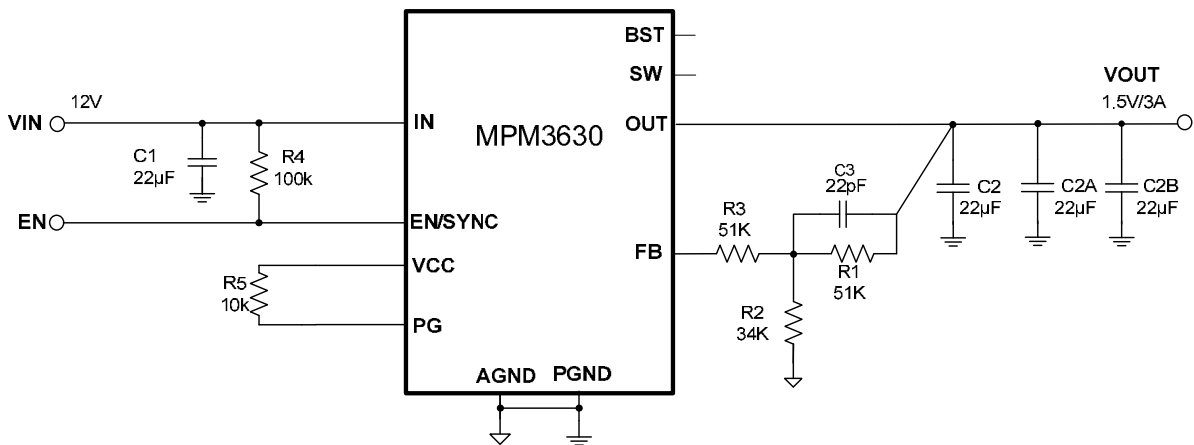 BST
SW
VIN
12V
IN
MPM3630
OUT
VOUT
1.5V/3A
C1
22µF
R4
100k
EN
EN/SYNC
C3
22pF
R3
51K
FB
R1
51K
C2
22µF
C2A
22µF
C2B
22µF
VCC
R5
10k
PG
R2
34K
AGND
PGND